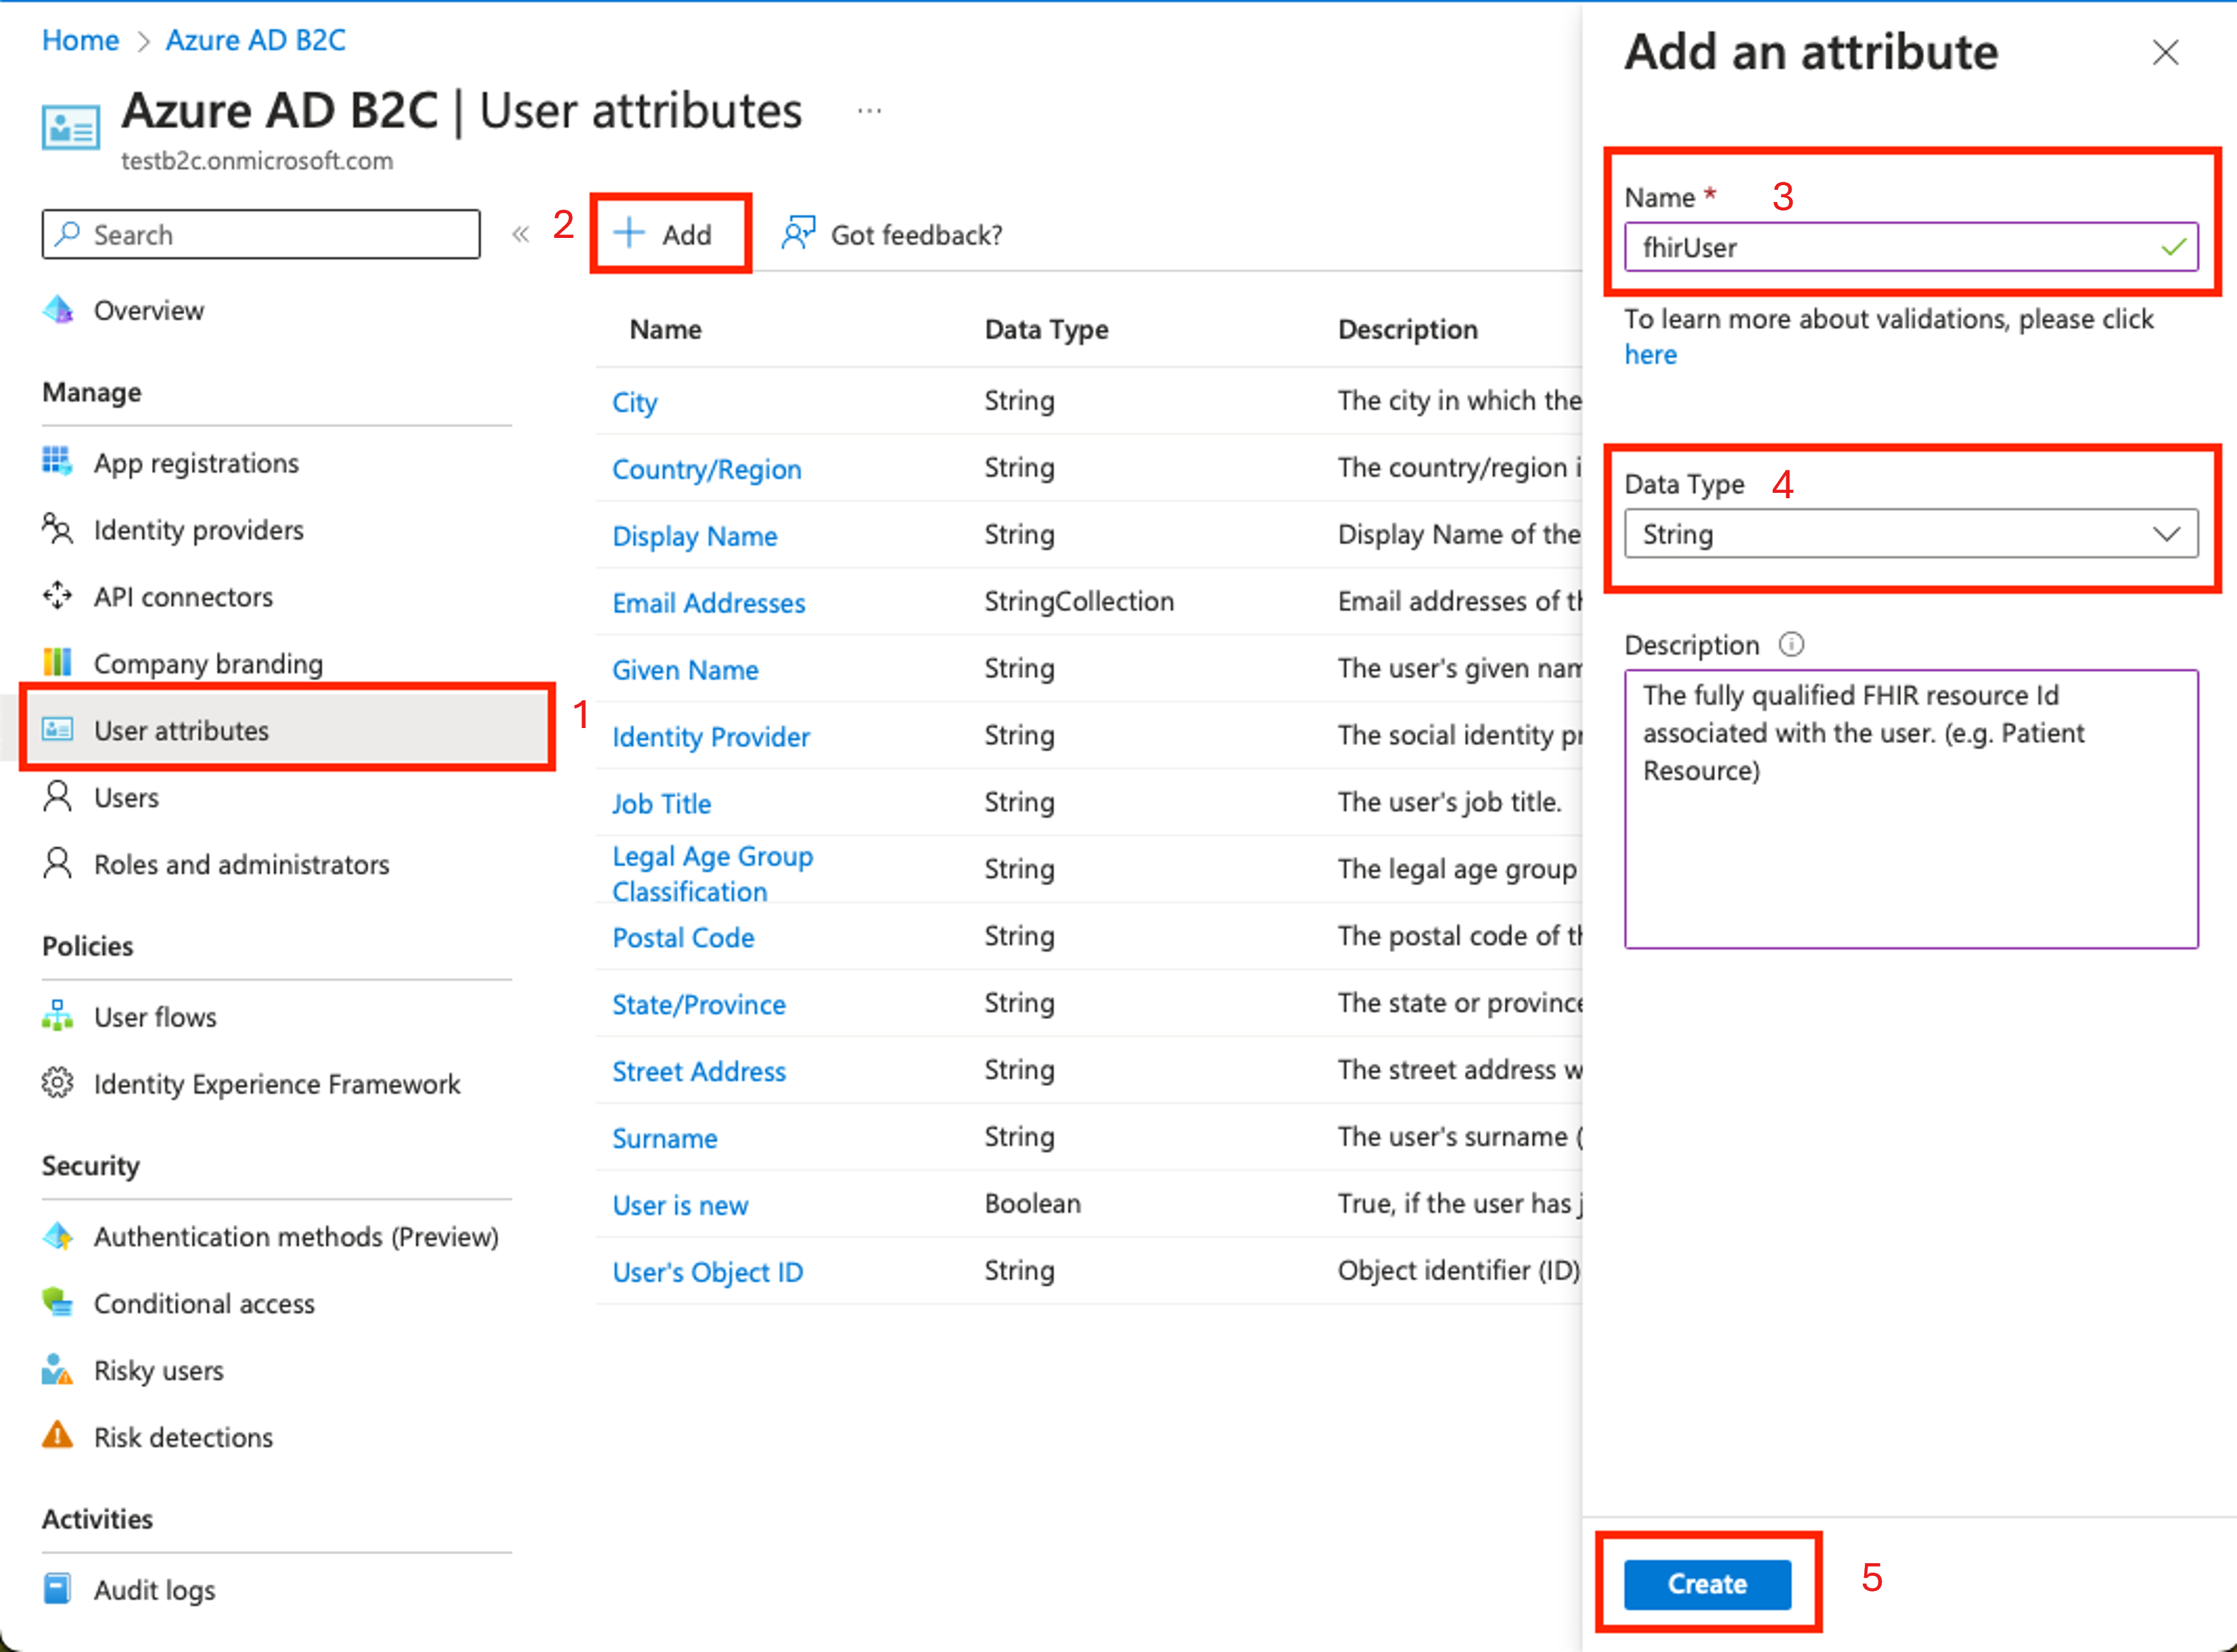 Home > Azure AD B2C
Azure AD B2C | User attributes ...
testb2c.onmicrosoft.com
Search
«
2
Add
Got feedback?
Overview
Manage
App registrations
Identity providers
API connectors
Company branding
User attributes
1
Users
Roles and administrators
Policies
User flows
Identity Experience Framework
Security
Authentication methods (Preview)
Conditional access
Risky users
Risk detections
Activities
Audit logs
Name Data Type Description
City String The city in which the
Country/Region String The country/region i
Display Name String Display Name of the
Email Addresses StringCollection Email addresses of th
Given Name String The user's given nam
Identity Provider String The social identity pr
Job Title String The user's job title.
Legal Age Group
Classification String The legal age group
Postal Code String The postal code of th
State/Province String The state or province
Street Address String The street address w
Surname String The user's surname (
User is new Boolean True, if the user has j
User's Object ID String Object identifier (ID)
Add an attribute
Name * 3
fhirUser
To learn more about validations, please click
here
Data Type 4
String
Description
The fully qualified FHIR resource Id
associated with the user. (e.g. Patient
Resource)
Create
5